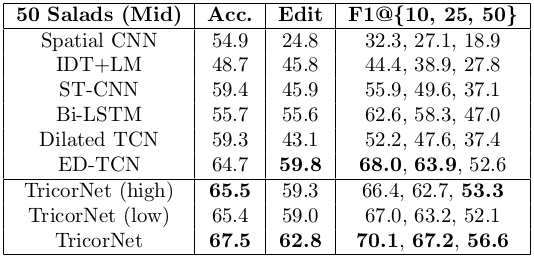 50 Salads (Mid) Acc. Edit F1@{10, 25, 50}
Spatial CNN 54.9 24.8 32.3, 27.1, 18.9
IDT+LM 48.7 45.8 44.4, 38.9, 27.8
ST-CNN 59.4 45.9 55.9, 49.6, 37.1
Bi-LSTM 55.7 55.6 62.6, 58.3, 47.0
Dilated TCN 59.3 43.1 52.2, 47.6, 37.4
ED-TCN 64.7 59.8 68.0, 63.9, 52.6
TricorNet (high) 65.5 59.3 66.4, 62.7, 53.3
TricorNet (low) 65.4 59.0 67.0, 63.2, 52.1
TricorNet 67.5 62.8 70.1, 67.2, 56.6